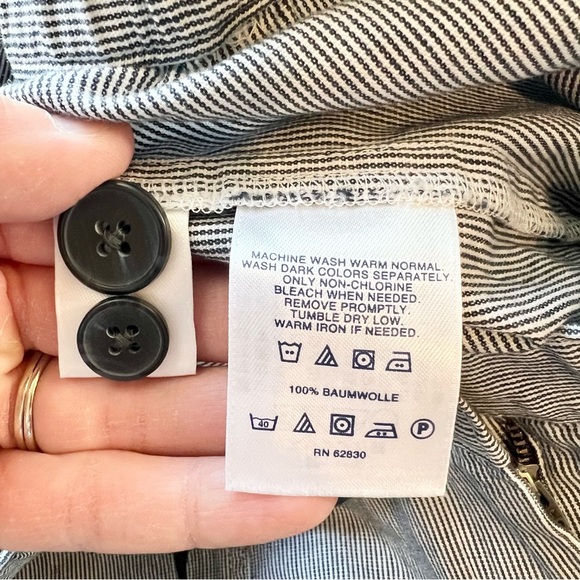 MACHINE WASH WARM NORMAL.
WASH DARK COLORS SEPARATELY.
ONLY NON-CHLORINE
BLEACH WHEN NEEDED.
REMOVE PROMPTLY.
TUMBLE DRY LOW.
WARM IRON IF NEEDED.
100% BAUMWOLLE
40 P
RN 62830